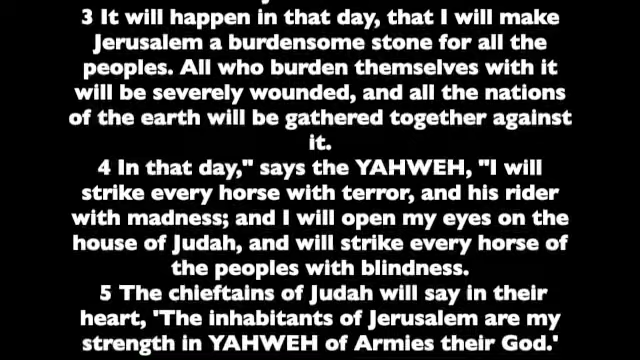 3 It will happen in that day, that I will make
Jerusalem a burdensome stone for all the
peoples. All who burden themselves with it
will be severely wounded, and all the nations
of the earth will be gathered together against
it.
4 In that day," says the YAHWEH, "I will
strike every horse with terror, and his rider
with madness; and I will open my eyes on the
house of Judah, and will strike every horse of
the peoples with blindness.
5 The chieftains of Judah will say in their
heart, 'The inhabitants of Jerusalem are my
strength in YAHWEH of Armies their God.'